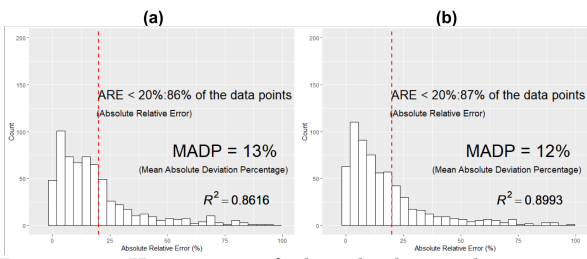 (a)
(b)
200
150
100
50
0
Count
ARE < 20%:86% of the data points
(Absolute Relative Error)
MADP = 13%
(Mean Absolute Deviation Percentage)
R² = 0.8616
0
25
50
75
100
Absolute Relative Error (%)
200
150
100
50
0
Count
ARE < 20%:87% of the data points
(Absolute Relative Error)
MADP = 12%
(Mean Absolute Deviation Percentage)
R² = 0.8993
0
25
50
75
100
Absolute Relative Error (%)